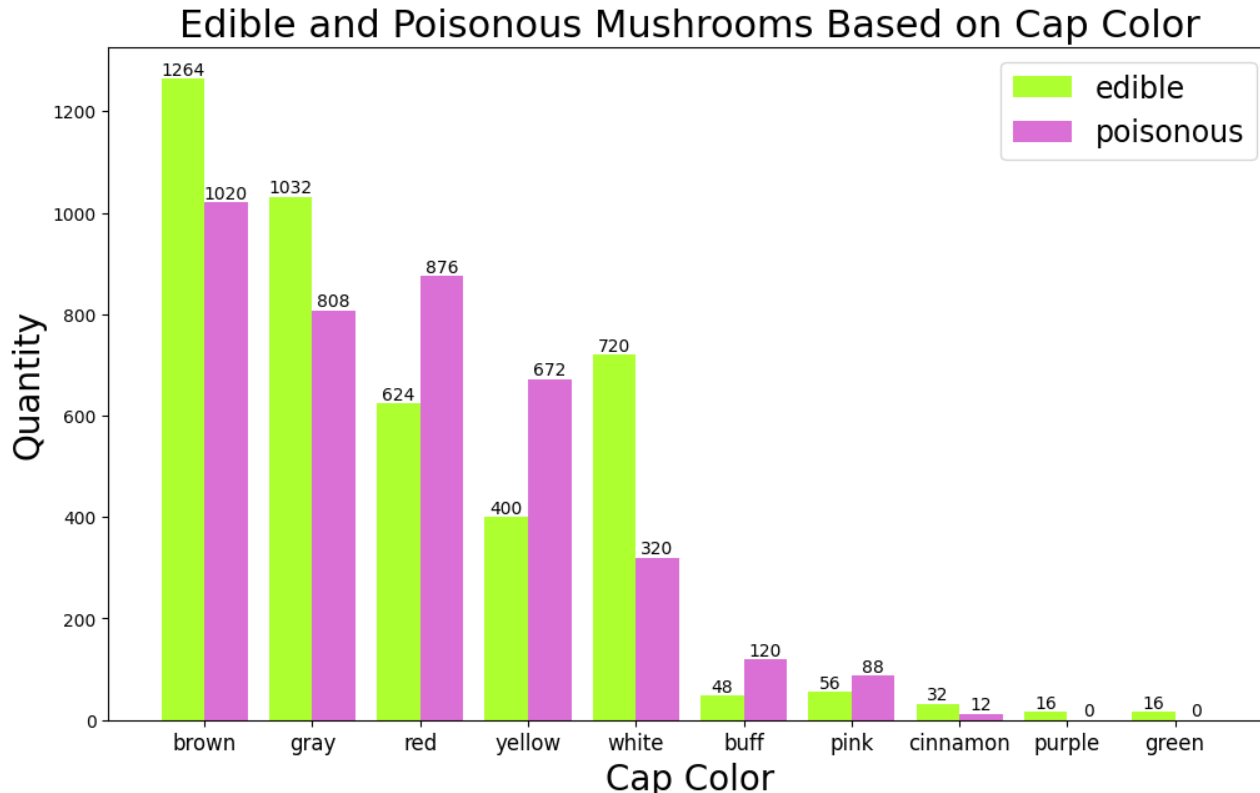 Edible and Poisonous Mushrooms Based on Cap Color
edible
poisonous
Quantity
1200
1000
800
600
400
200
0
1264
1020
1032
808
624
876
400
672
720
320
48
120
56
88
32
12
16
0
16
0
brown
gray
red
yellow
white
buff
pink
cinnamon
purple
green
Cap Color